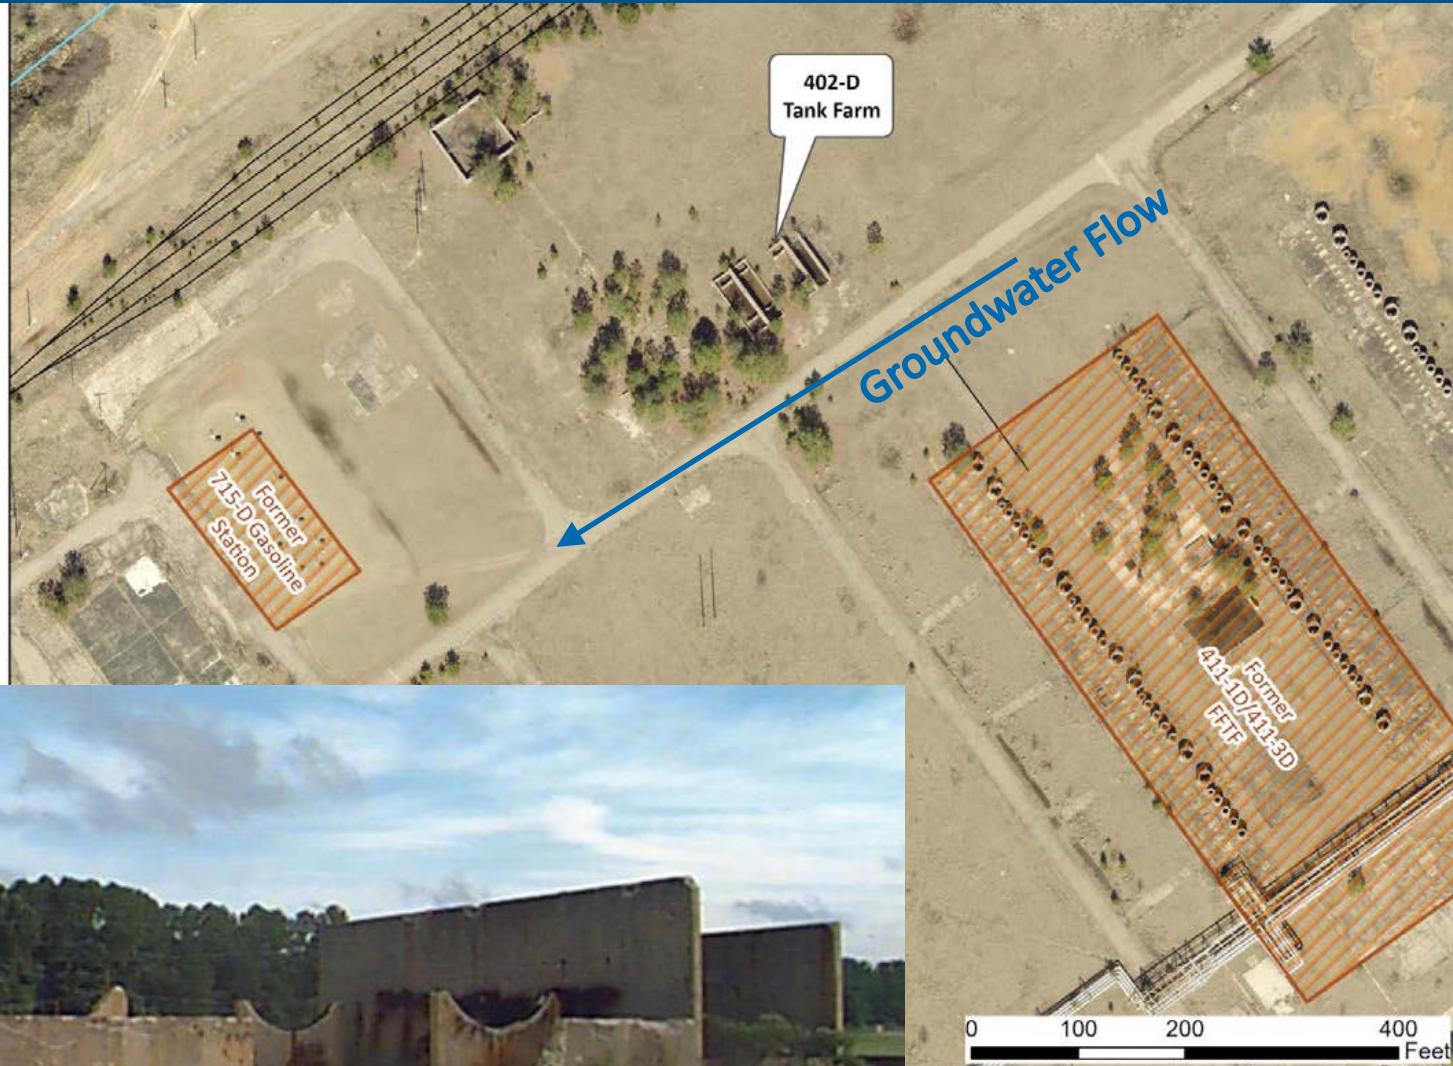 402-D
Tank Farm
Groundwater Flow
Former
715-D Gasoline
Station
Former
411-1D/411-3D
FFTF
0 100 200 400
Feet